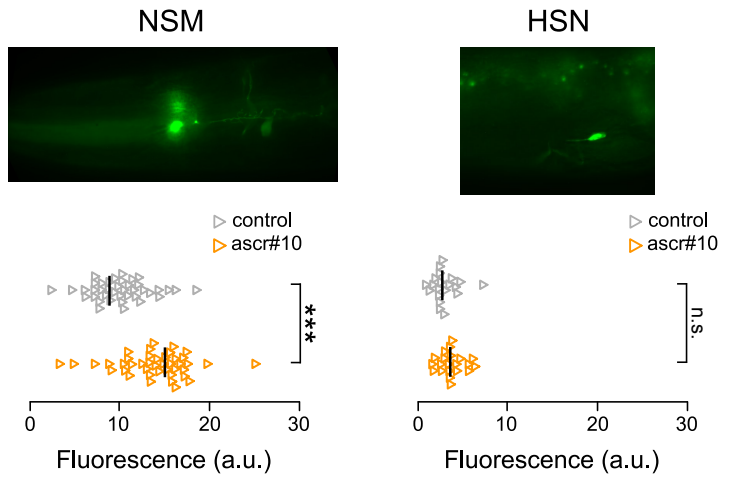 NSM
HSN
control
ascr#10
control
ascr#10
***
n.s.
0 10 20 30
0 10 20 30
Fluorescence (a.u.)
Fluorescence (a.u.)